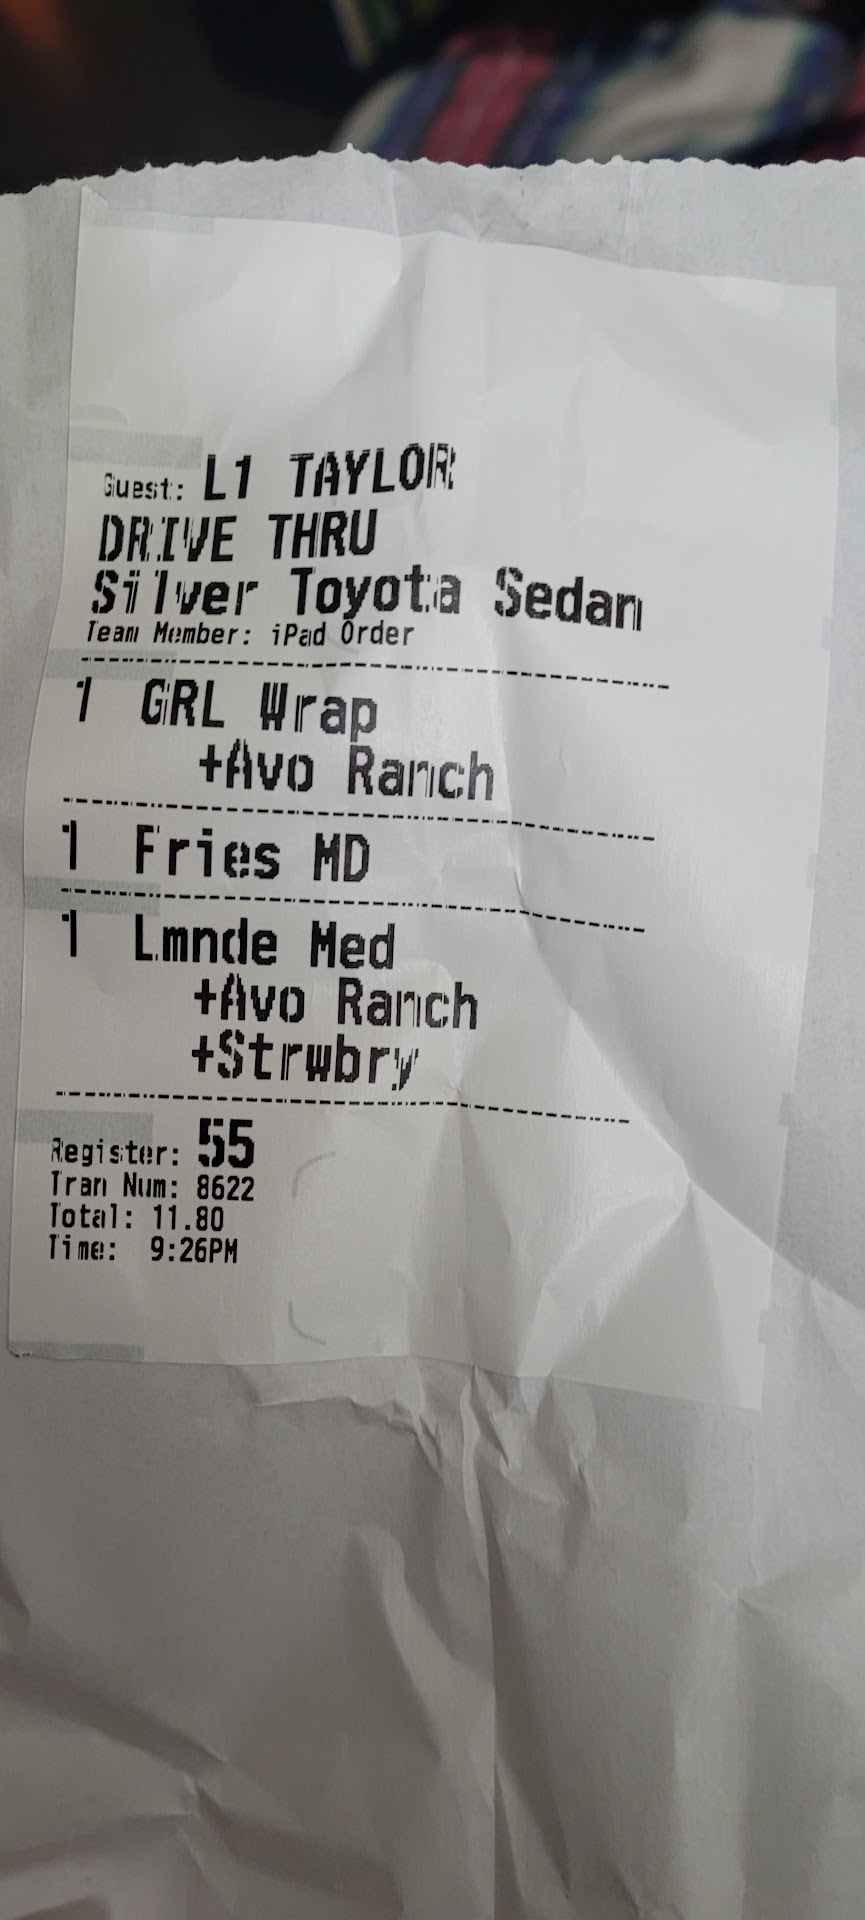 Guest: L1 TAYLOR
DRIVE THRU
Silver Toyota Sedan
Team Member: iPad Order
1 GRL Wrap
+Avo Ranch
1 Fries MD
1 Lmnde Med
+Avo Ranch
+Strwbry
Register: 55
Tran Num: 8622
Total: 11.80
Time: 9:26PM